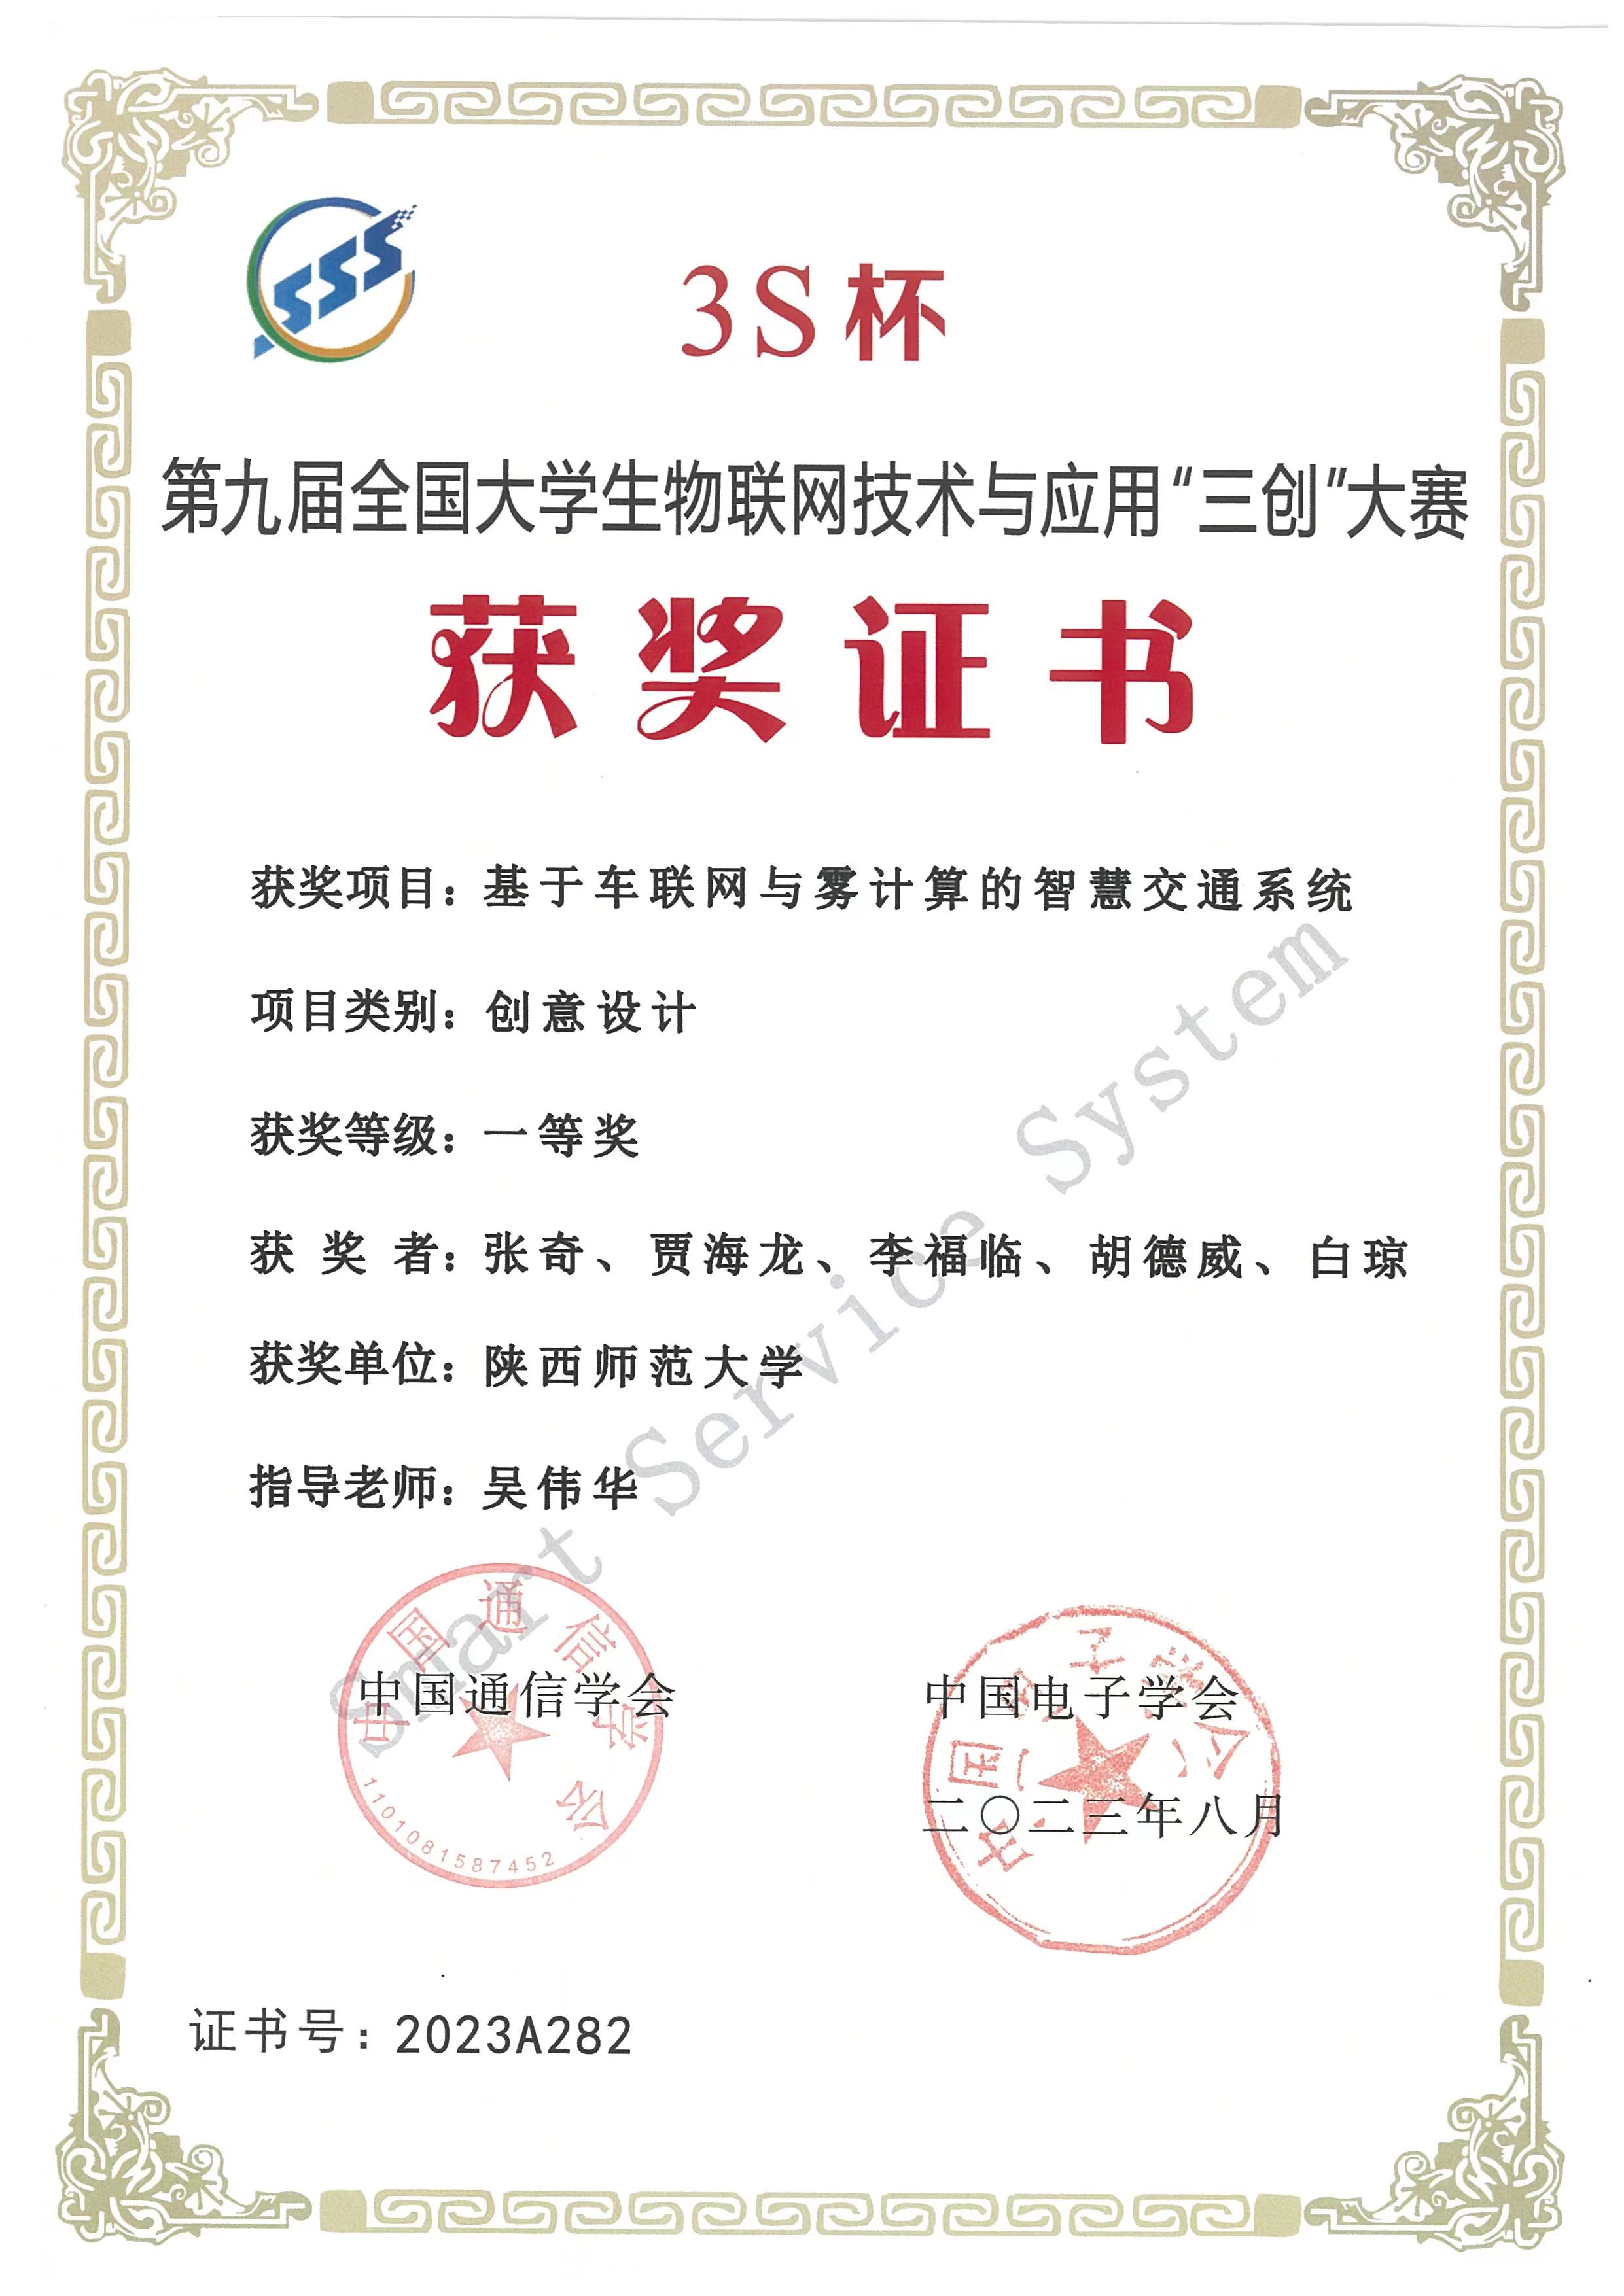 SSS
3S杯
第九届全国大学生物联网技术与应用“三创”大赛
获奖证书
获奖项目：基于车联网与雾计算的智慧交通系统
项目类别：创意设计
获奖等级：一等奖
获奖者：张奇、贾海龙、李福临、胡德威、白琼
获奖单位：陕西师范大学
指导老师：吴伟华
Smart Service System
中国通信学会
中国通信学会
1101081587452
中国电子学会
中国电子学会
二〇二三年八月
证书号：2023A282